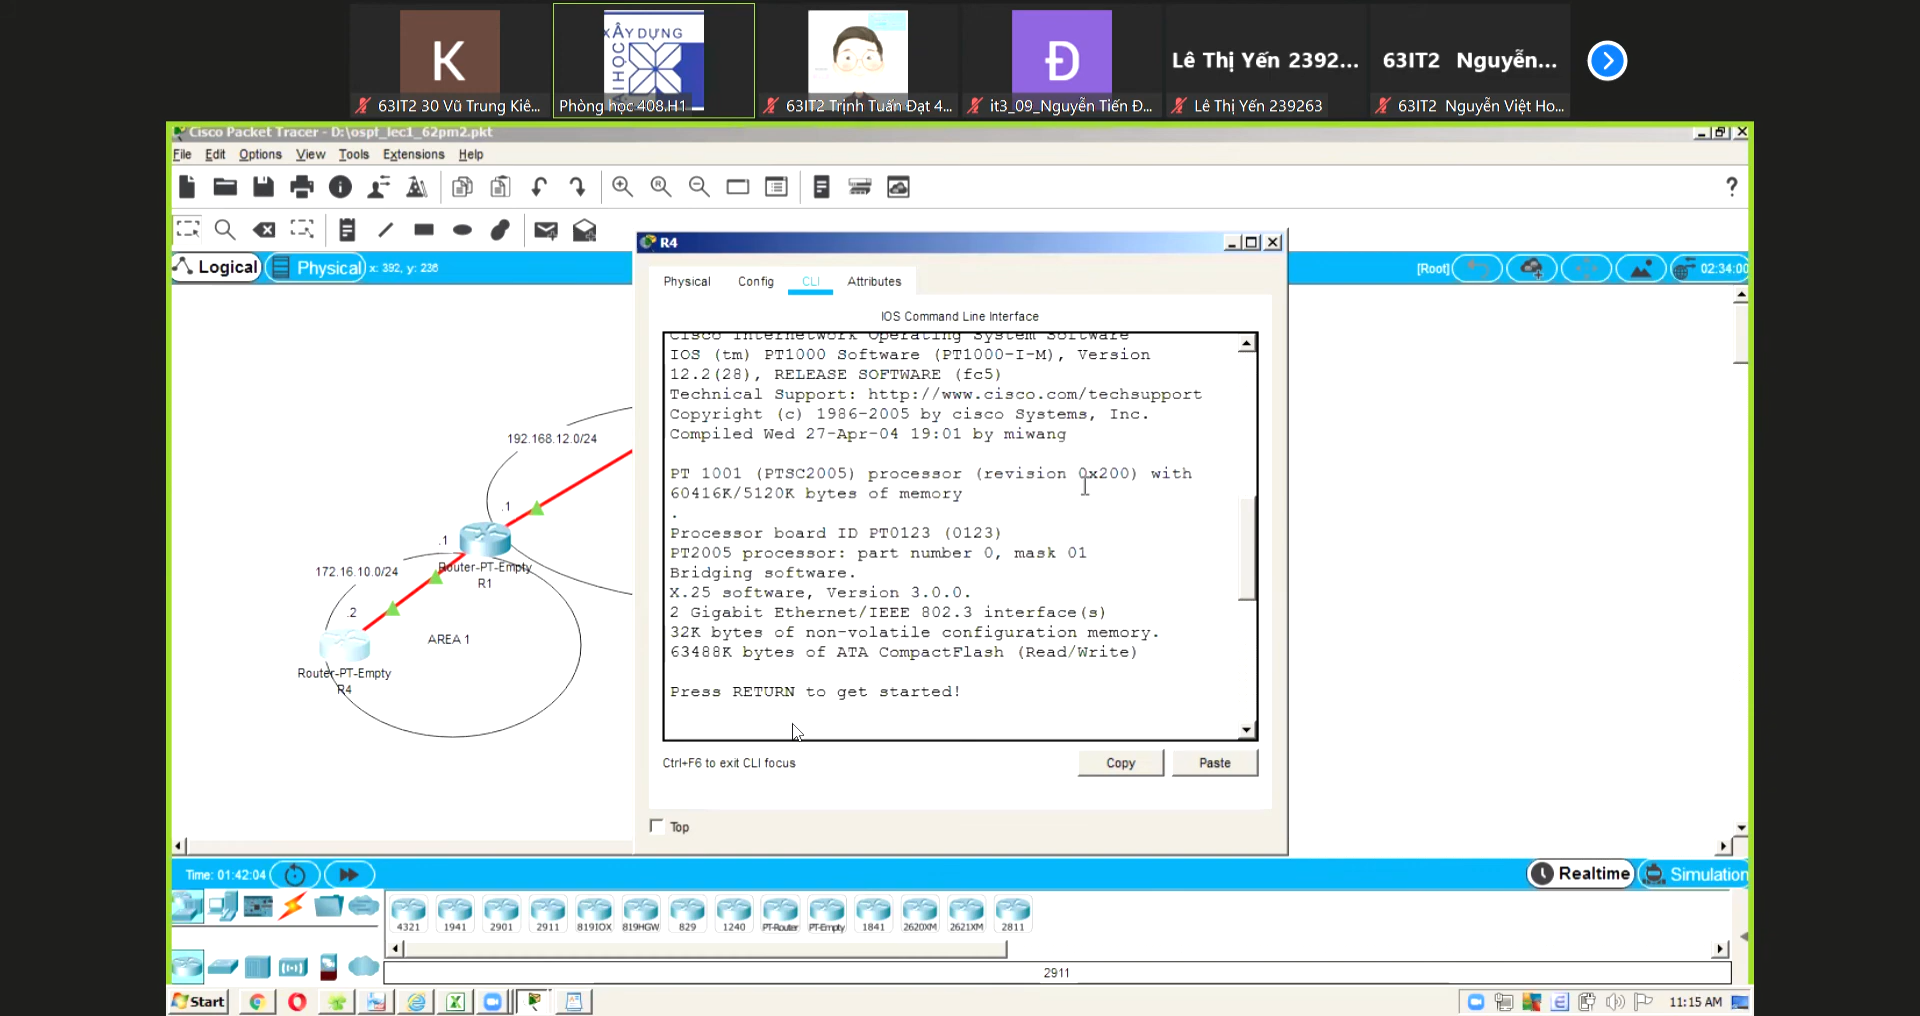 K
XÂY DỰNG
Đ
Lê Thị Yến 2392...
63IT2 Nguyễn...
63IT2 30 Vũ Trung Kiê...
Phòng học 408.H1
63IT2 Trịnh Tuấn Đạt 4...
it3_09_Nguyễn Tiến Đ...
Lê Thị Yến 239263
63IT2 Nguyễn Việt Ho...
Cisco Packet Tracer - D:\ospf_lec1_62pm2.pkt
File Edit Options View Tools Extensions Help
?
Logical
Physical
x: 392, y: 236
[Root]
02:34:00
R4
Physical Config CLI Attributes
IOS Command Line Interface
Cisco Internetwork Operating System Software
IOS (tm) PT1000 Software (PT1000-I-M), Version
12.2(28), RELEASE SOFTWARE (fc5)
Technical Support: http://www.cisco.com/techsupport
Copyright (c) 1986-2005 by cisco Systems, Inc.
Compiled Wed 27-Apr-04 19:01 by miwang
PT 1001 (PTSC2005) processor (revision 0x200) with
60416K/5120K bytes of memory
.
Processor board ID PT0123 (0123)
PT2005 processor: part number 0, mask 01
Bridging software.
X.25 software, Version 3.0.0.
2 Gigabit Ethernet/IEEE 802.3 interface(s)
32K bytes of non-volatile configuration memory.
63488K bytes of ATA CompactFlash (Read/Write)
Press RETURN to get started!
Ctrl+F6 to exit CLI focus
Copy
Paste
Top
192.168.12.0/24
.1
.1
Router-PT-Empty
R1
172.16.10.0/24
.2
AREA 1
Router-PT-Empty
R4
Time: 01:42:04
Realtime
Simulation
4321 1941 2901 2911 819IOX 819HGW 829 1240 PT-Router PT-Empty 1841 2620XM 2621XM 2811
2911
Start
11:15 AM